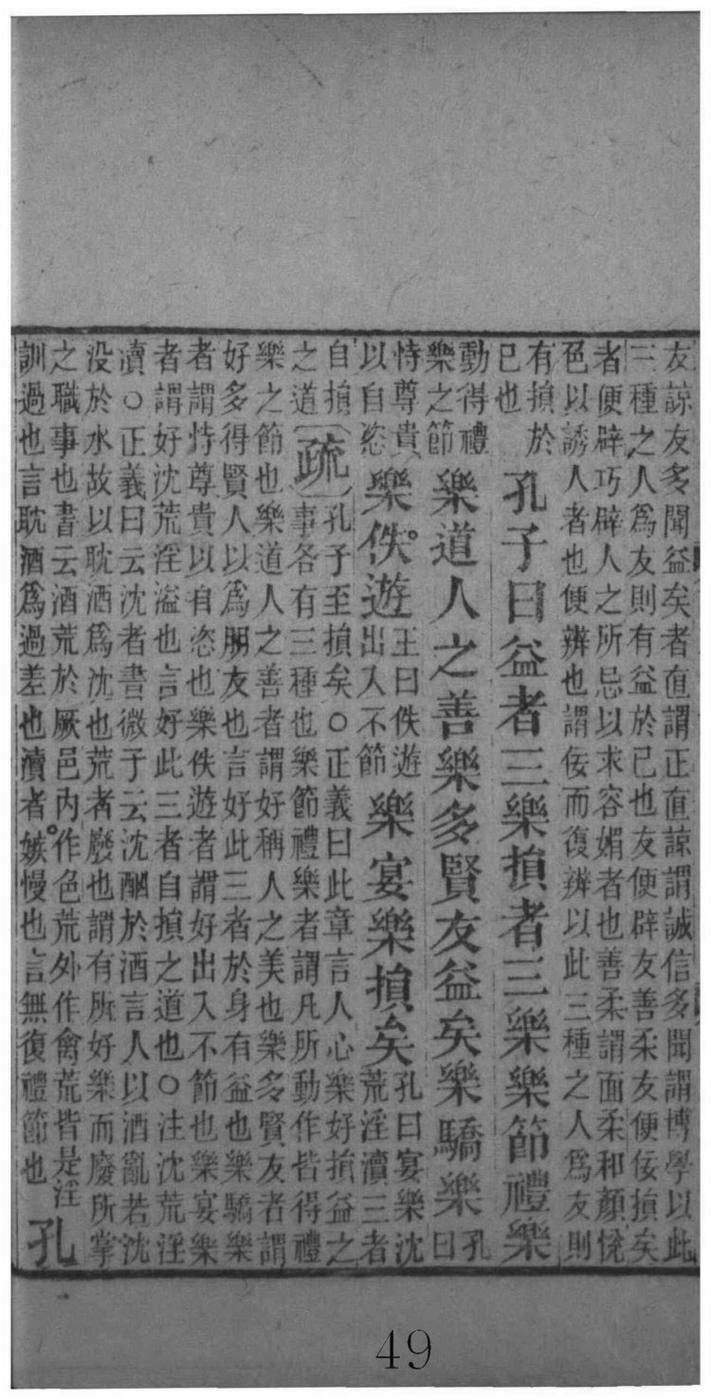 友諒友多聞益矣者直謂正直諒謂誠信多聞謂博學以此
三種之人爲友則有益於己也友便辟友善柔友便佞損矣
者便辟巧辟人之所忌以求容媚者也善柔謂面柔和顏悅
色以誘人者也便辨也謂佞而復辨以此三種之人爲友則
有損於
己也
孔子曰益者三樂損者三樂樂節禮樂
動得禮
樂之節
樂道人之善樂多賢友益矣樂驕樂
孔
曰
恃尊貴
以自恣
樂佚遊
王曰佚遊
出入不節
樂宴樂損矣
孔曰宴樂沈
荒淫瀆三者
自損
之道
疏
孔子至損矣○正義曰此章言人心樂好損益之
事各有三種也樂節禮樂者謂凡所動作皆得禮
樂之節也樂道人之善者謂好稱人之美也樂多賢友者謂
好多得賢人以爲朋友也言好此三者於身有益也樂驕樂
者謂恃尊貴以自恣也樂佚遊者謂好出入不節也樂宴樂
者謂好沈荒淫溢也言好此三者自損之道也○注沈荒淫
瀆○正義曰云沈者書微子云沈酗於酒言人以酒亂若沈
没於水故以耽酒爲沈也荒者廢也謂有所好樂而廢所掌
之職事也書云酒荒於厥邑内作色荒外作禽荒皆是淫
訓過也言耽酒爲過差也瀆者嫉慢也言無復禮節也
孔
49